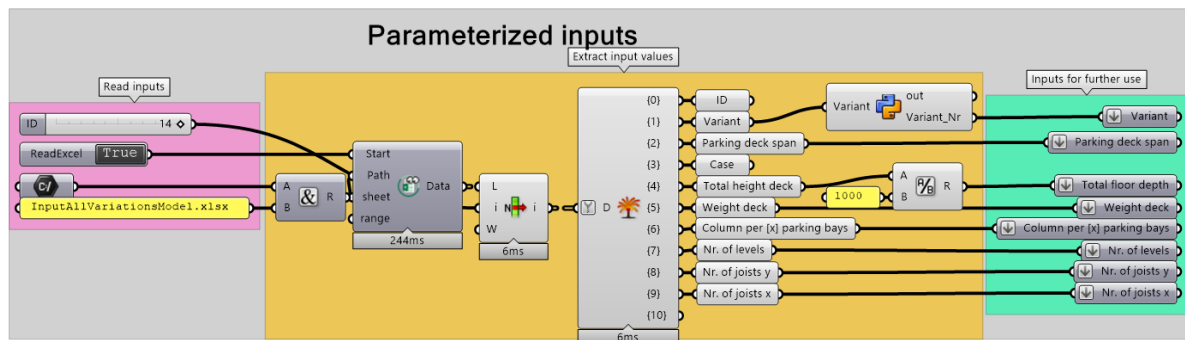 Parameterized inputs
Read inputs
Extract input values
Inputs for further use
ID 14
ReadExcel True
C:/
InputAllVariationsModel.xlsx
A
B
&
R
Start
Path
sheet
range
Data
244ms
L
i
W
N
i
6ms
D
{0}
{1}
{2}
{3}
{4}
{5}
{6}
{7}
{8}
{9}
{10}
6ms
ID
Variant
Parking deck span
Case
Total height deck
Weight deck
Column per [x] parking bays
Nr. of levels
Nr. of joists y
Nr. of joists x
Variant
out
Variant_Nr
1000
A
B
A/B
R
Variant
Parking deck span
Total floor depth
Weight deck
Column per [x] parking bays
Nr. of levels
Nr. of joists y
Nr. of joists x